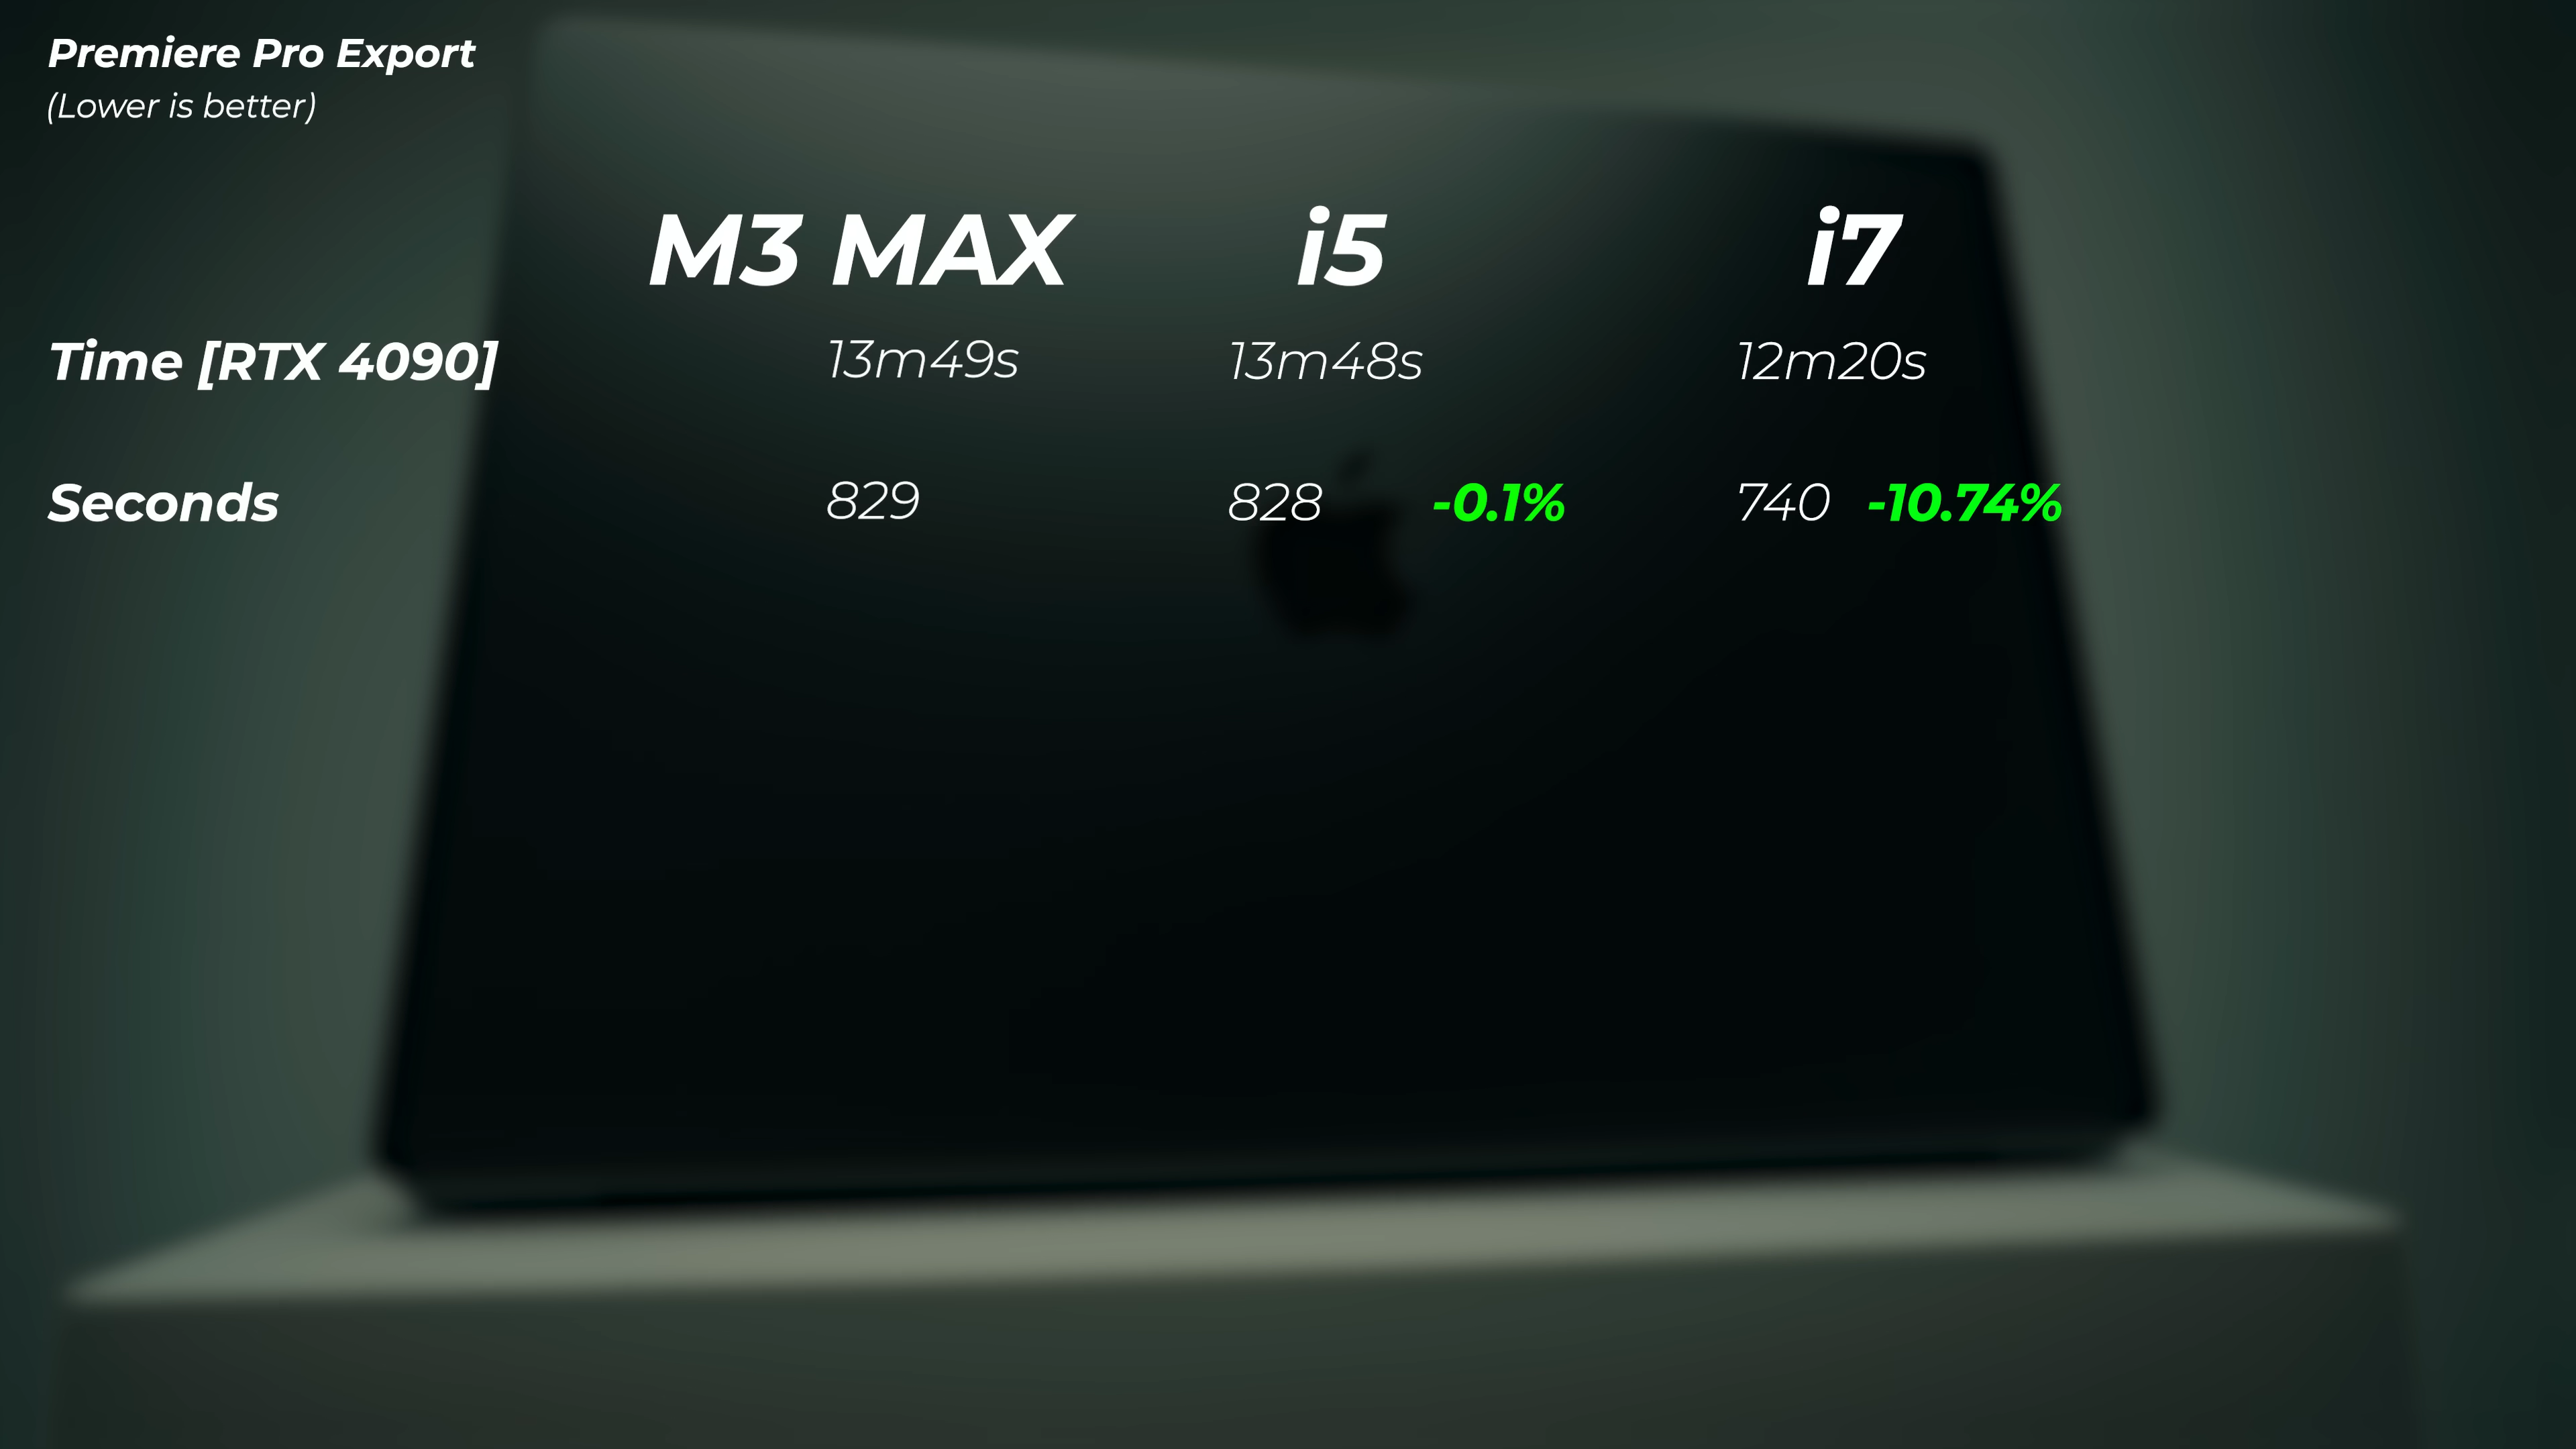 Premiere Pro Export
(Lower is better)
M3 MAX i5 i7
Time [RTX 4090] 13m49s 13m48s 12m20s
Seconds 829 828 -0.1% 740 -10.74%